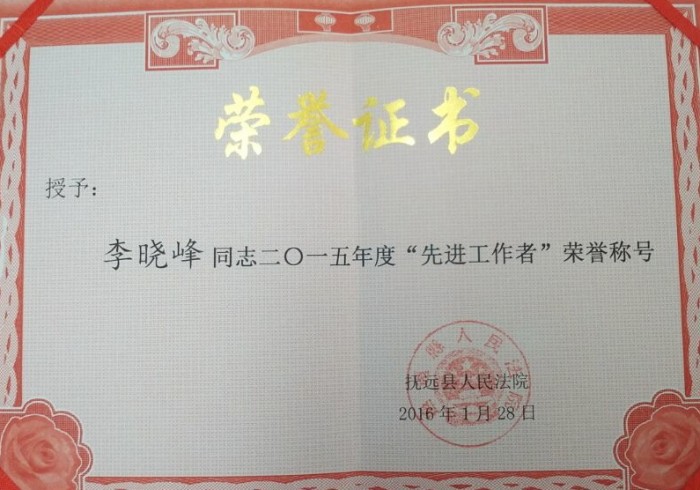 荣誉证书
授予：
李晓峰同志二〇一五年度“先进工作者”荣誉称号
抚远县人民法院
2016年1月28日